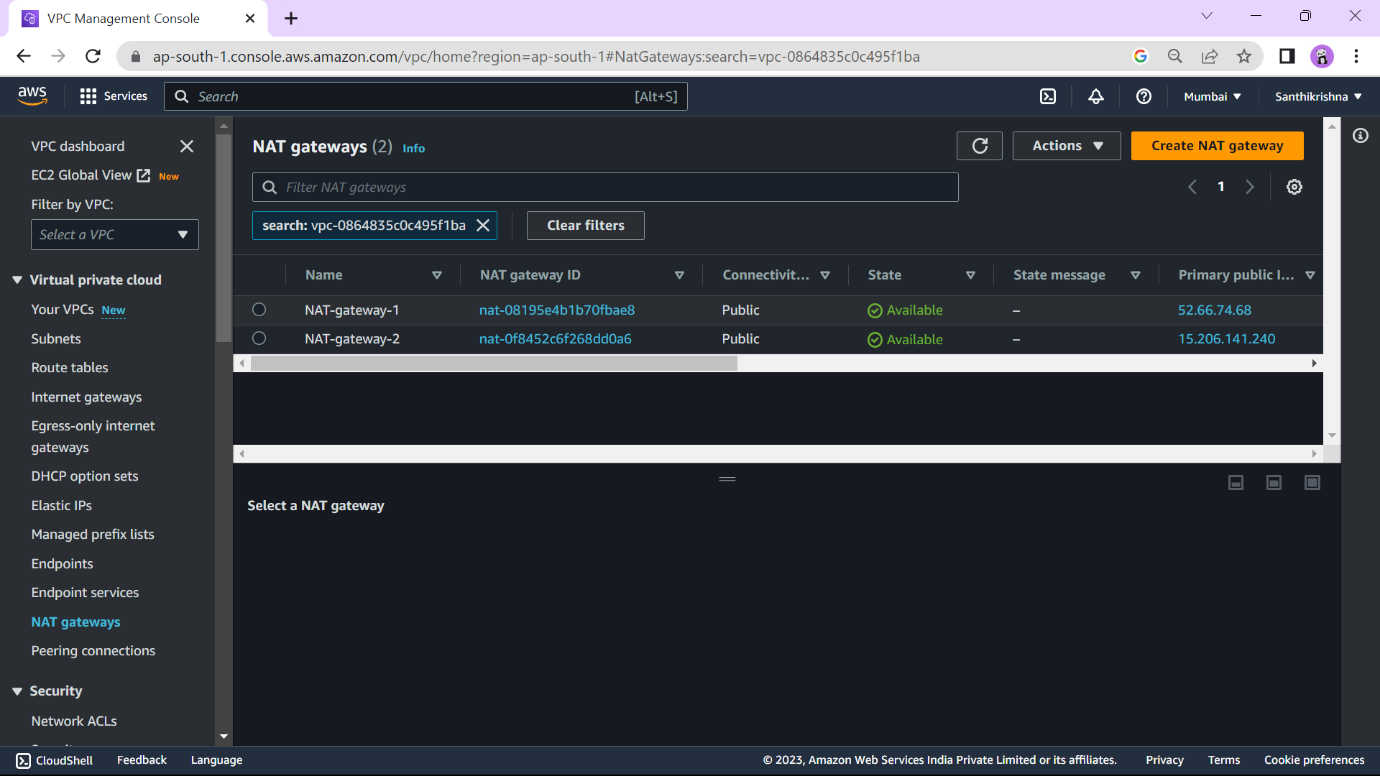 VPC Management Console
ap-south-1.console.aws.amazon.com/vpc/home?region=ap-south-1#NatGateways:search=vpc-0864835c0c495f1ba
aws Services Search [Alt+S] Mumbai Santhikrishna
VPC dashboard
EC2 Global View New
Filter by VPC:
Select a VPC
Virtual private cloud
Your VPCs New
Subnets
Route tables
Internet gateways
Egress-only internet
gateways
DHCP option sets
Elastic IPs
Managed prefix lists
Endpoints
Endpoint services
NAT gateways
Peering connections
Security
Network ACLs
NAT gateways (2) Info
Actions
Create NAT gateway
Filter NAT gateways
1
search: vpc-0864835c0c495f1ba
Clear filters
Name NAT gateway ID Connectivit... State State message Primary public I...
NAT-gateway-1 nat-08195e4b1b70fbae8 Public Available – 52.66.74.68
NAT-gateway-2 nat-0f8452c6f268dd0a6 Public Available – 15.206.141.240
Select a NAT gateway
CloudShell Feedback Language © 2023, Amazon Web Services India Private Limited or its affiliates. Privacy Terms Cookie preferences